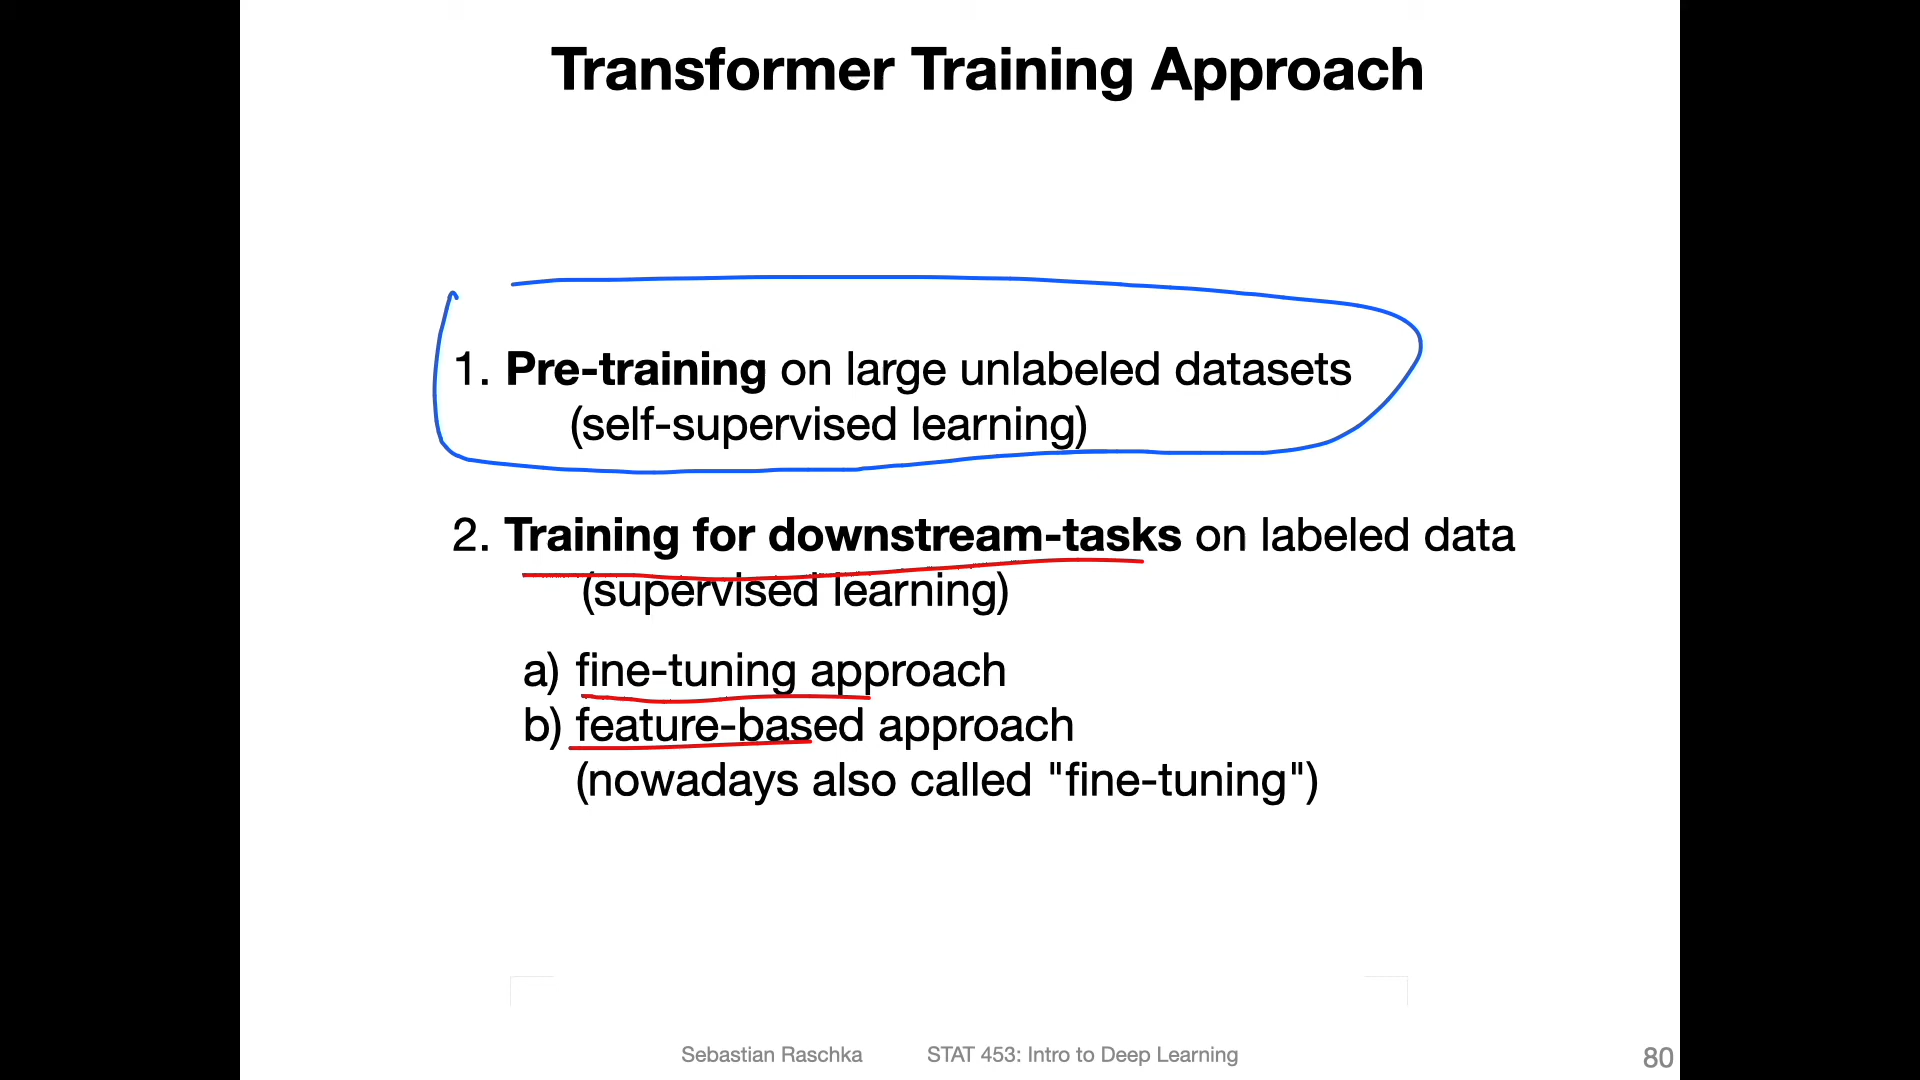 Transformer Training Approach
1. Pre-training on large unlabeled datasets
(self-supervised learning)
2. Training for downstream-tasks on labeled data
(supervised learning)
a) fine-tuning approach
b) feature-based approach
(nowadays also called "fine-tuning")
Sebastian Raschka STAT 453: Intro to Deep Learning 80